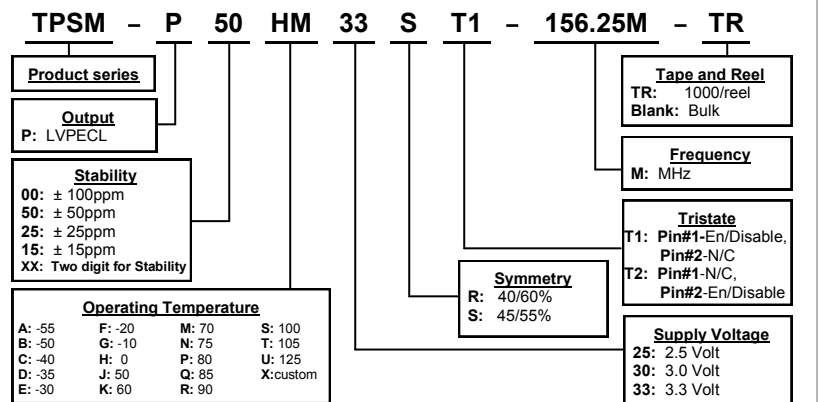 TPSM – P 50 HM 33 S T1 – 156.25M – TR
Product series
Output
P: LVPECL
Stability
00: ± 100ppm
50: ± 50ppm
25: ± 25ppm
15: ± 15ppm
XX: Two digit for Stability
Operating Temperature
A: -55 F: -20 M: 70 S: 100
B: -50 G: -10 N: 75 T: 105
C: -40 H: 0 P: 80 U: 125
D: -35 J: 50 Q: 85 X:custom
E: -30 K: 60 R: 90
Symmetry
R: 40/60%
S: 45/55%
Tape and Reel
TR: 1000/reel
Blank: Bulk
Frequency
M: MHz
Tristate
T1: Pin#1-En/Disable,
Pin#2-N/C
T2: Pin#1-N/C,
Pin#2-En/Disable
Supply Voltage
25: 2.5 Volt
30: 3.0 Volt
33: 3.3 Volt